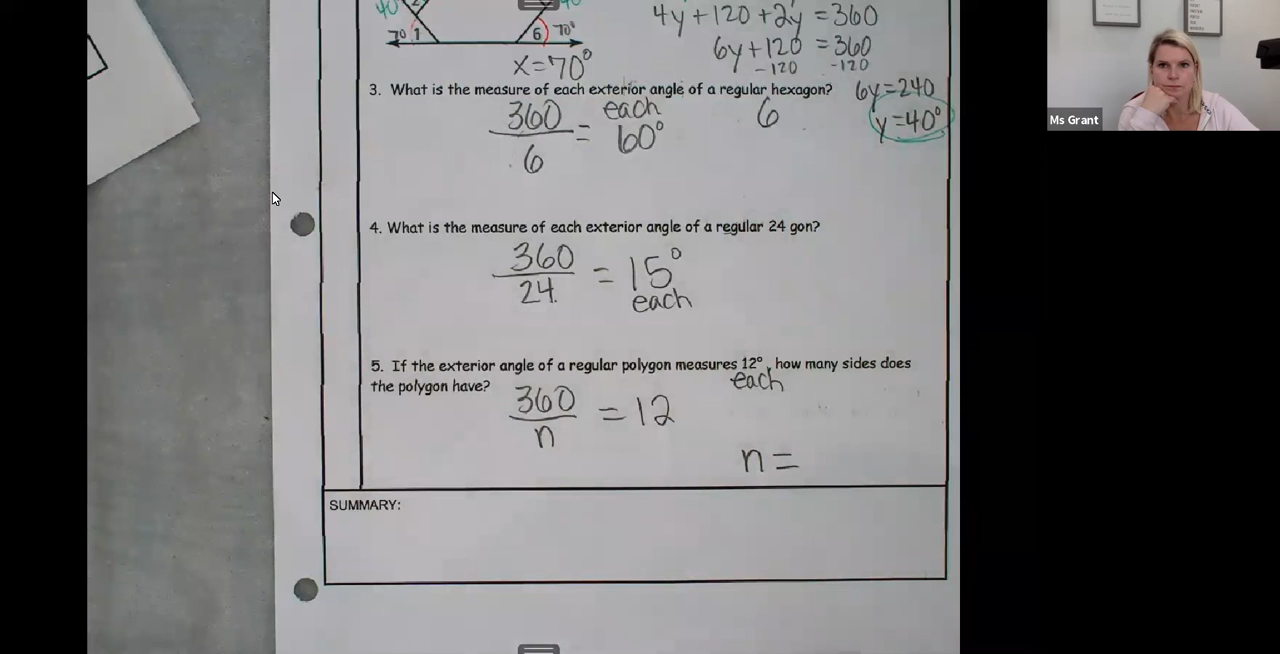 40° 2
40
4y + 120 + 2y = 360
70 1
6 70°
6y + 120 = 360
-120 -120
x = 70°
3. What is the measure of each exterior angle of a regular hexagon?
6y = 240
360 / 6 = each 60°
6
y = 40°
Ms Grant
4. What is the measure of each exterior angle of a regular 24 gon?
360 / 24 = 15°
each
5. If the exterior angle of a regular polygon measures 12°, how many sides does
each
the polygon have?
360 / n = 12
n =
SUMMARY: